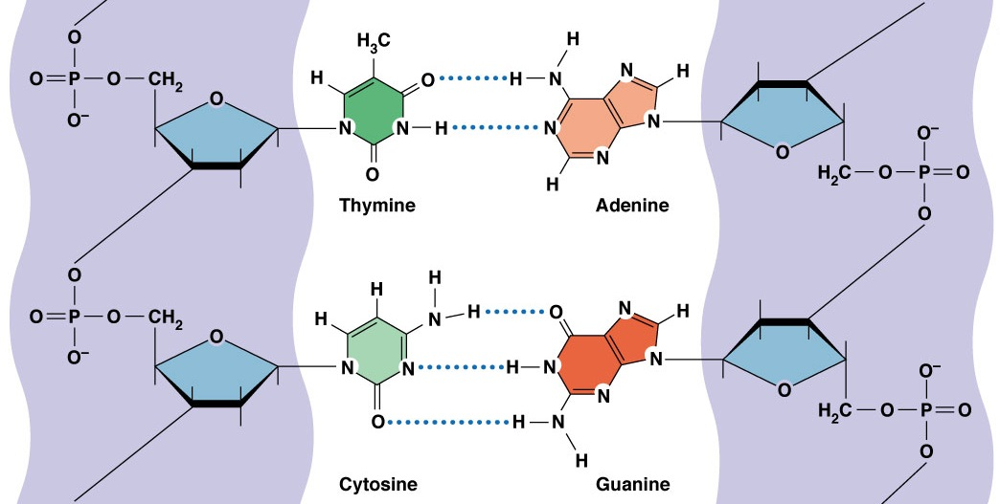 O
H₃C
H
O=P–O–CH₂
O
H
O
H–N
N
H
O⁻
N
N–H
N
N
O⁻
O
N
O
H
H₂C–O–P=O
Thymine
Adenine
O
O
H
H
H
N–H
O
N
H
O=P–O–CH₂
O
N
N
H–N
N
O⁻
N
O
O⁻
O
H–N
H₂C–O–P=O
H
O
Cytosine
Guanine